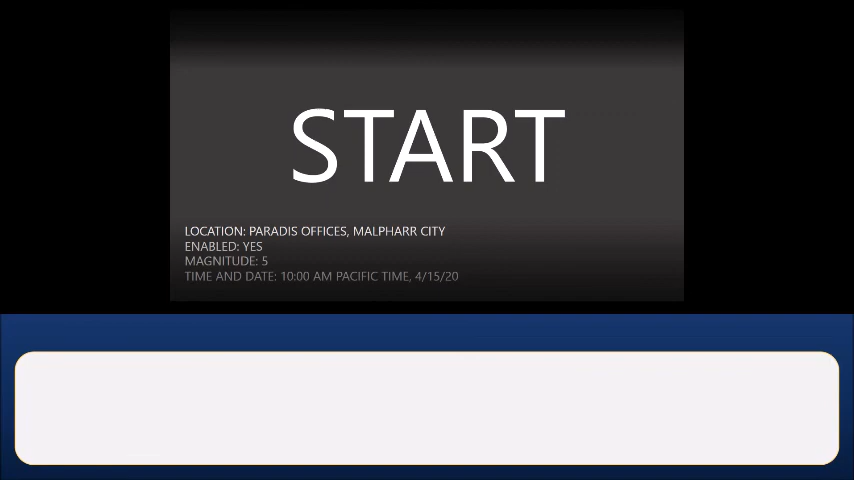 START
LOCATION: PARADIS OFFICES, MALPHARR CITY
ENABLED: YES
MAGNITUDE: 5
TIME AND DATE: 10:00 AM PACIFIC TIME, 4/15/20